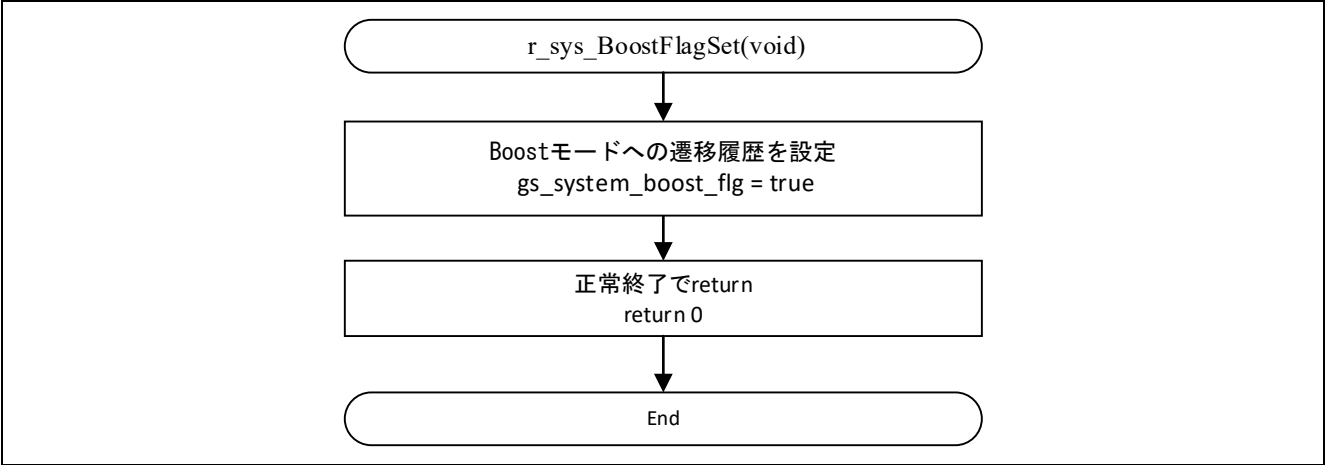 r_sys_BoostFlagSet(void)
Boostモードへの遷移履歴を設定
gs_system_boost_flg = true
正常終了でreturn
return 0
End